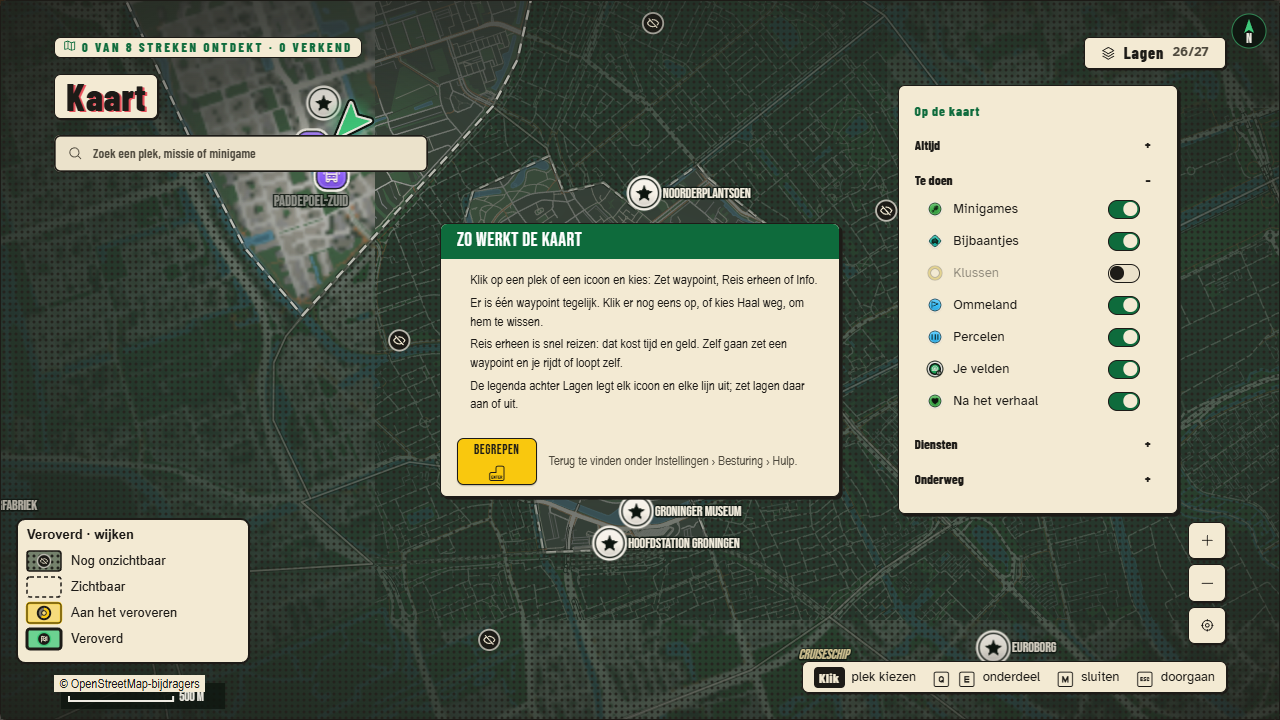 0 VAN 8 STREKEN ONTDEKT · 0 VERKEND
Kaart
Zoek een plek, missie of minigame
PADDEPOEL-ZUID
N
Lagen 26/27
Op de kaart
Altijd +
Te doen -
Minigames
Bijbaantjes
Klussen
Ommeland
Percelen
Je velden
Na het verhaal
Diensten +
Onderweg +
NOORDERPLANTSOEN
ZO WERKT DE KAART
Klik op een plek of een icoon en kies: Zet waypoint, Reis erheen of Info.
Er is één waypoint tegelijk. Klik er nog eens op, of kies Haal weg, om
hem te wissen.
Reis erheen is snel reizen: dat kost tijd en geld. Zelf gaan zet een
waypoint en je rijdt of loopt zelf.
De legenda achter Lagen legt elk icoon en elke lijn uit; zet lagen daar
aan of uit.
BEGREPEN
ENTER
Terug te vinden onder Instellingen › Besturing › Hulp.
GRONINGER MUSEUM
HOOFDSTATION GRONINGEN
FABRIEK
Veroverd · wijken
Nog onzichtbaar
Zichtbaar
Aan het veroveren
Veroverd
© OpenStreetMap-bijdragers
500 M
+
−
EUROBORG
CRUISESCHIP
Klik plek kiezen Q E onderdeel M sluiten ESC doorgaan